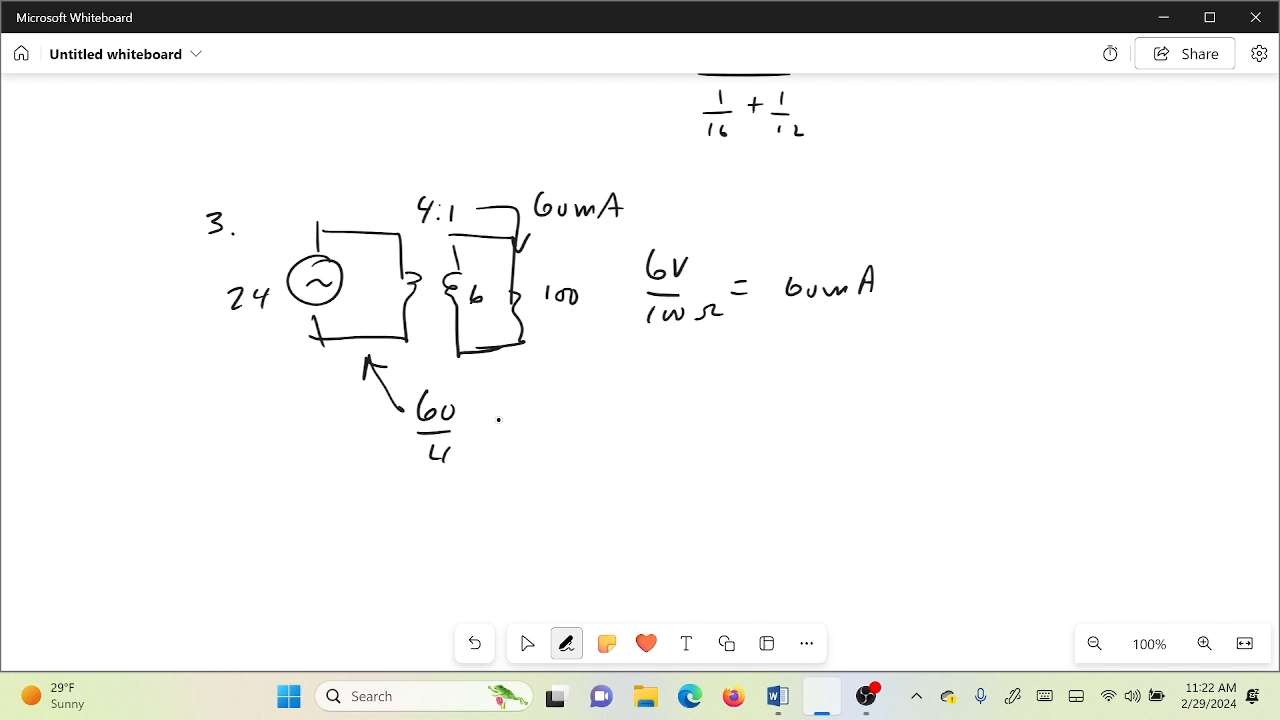 Microsoft Whiteboard
Untitled whiteboard
Share
1/16 + 1/12
3.
4:1
60mA
24
6
100
6V/100Ω = 60mA
60/4
100%
29°F
Sunny
Search
11:22 AM
2/29/2024